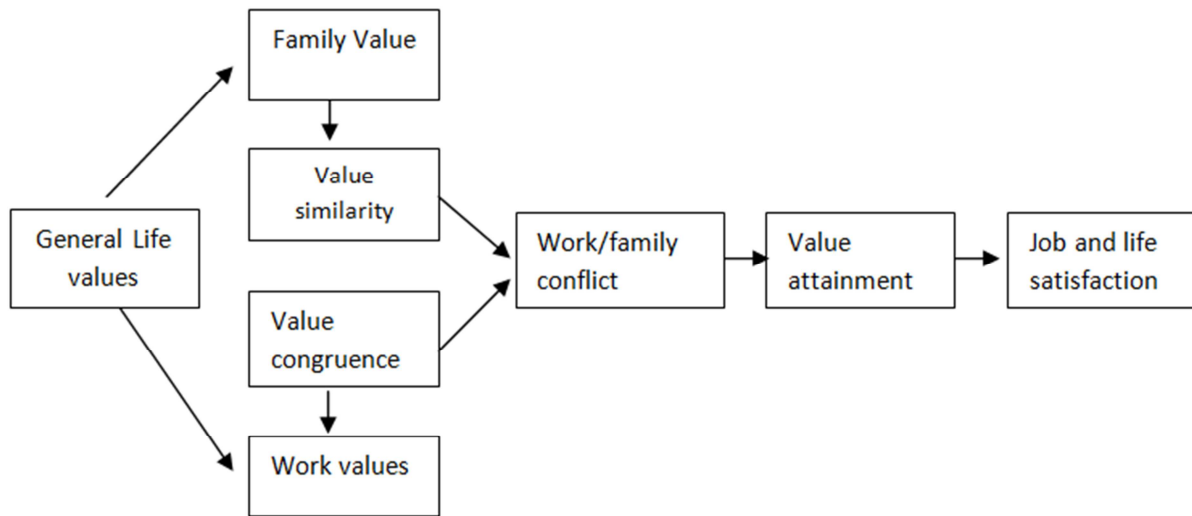 Family Value
Value
similarity
General Life
values
Work/family
conflict
Value
attainment
Job and life
satisfaction
Value
congruence
Work values